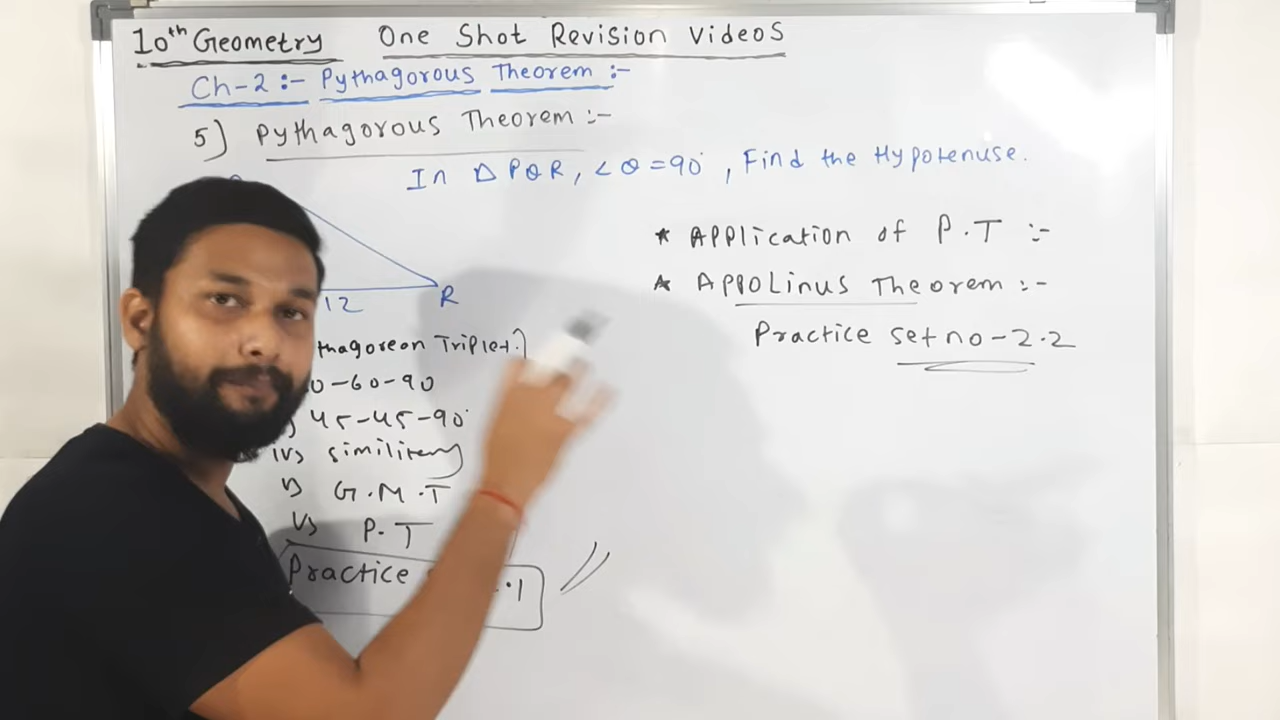 10th Geometry One Shot Revision Videos
Ch-2 :- Pythagorous Theorem :-
5) Pythagorous Theorem :-
In Δ PQR, <Q = 90°, Find the Hypotenuse.
12 R
thagorean Triplet.
0-60-90
45-45-90°
iv)
v) G.M.T
P.T
Practice .1
* Application of P.T :-
* Appolinus Theorem :-
Practice set no - 2.2